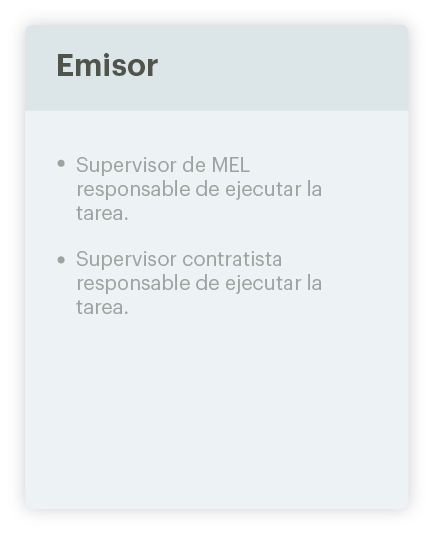 Emisor
• Supervisor de MEL
responsable de ejecutar la
tarea.
• Supervisor contratista
responsable de ejecutar la
tarea.